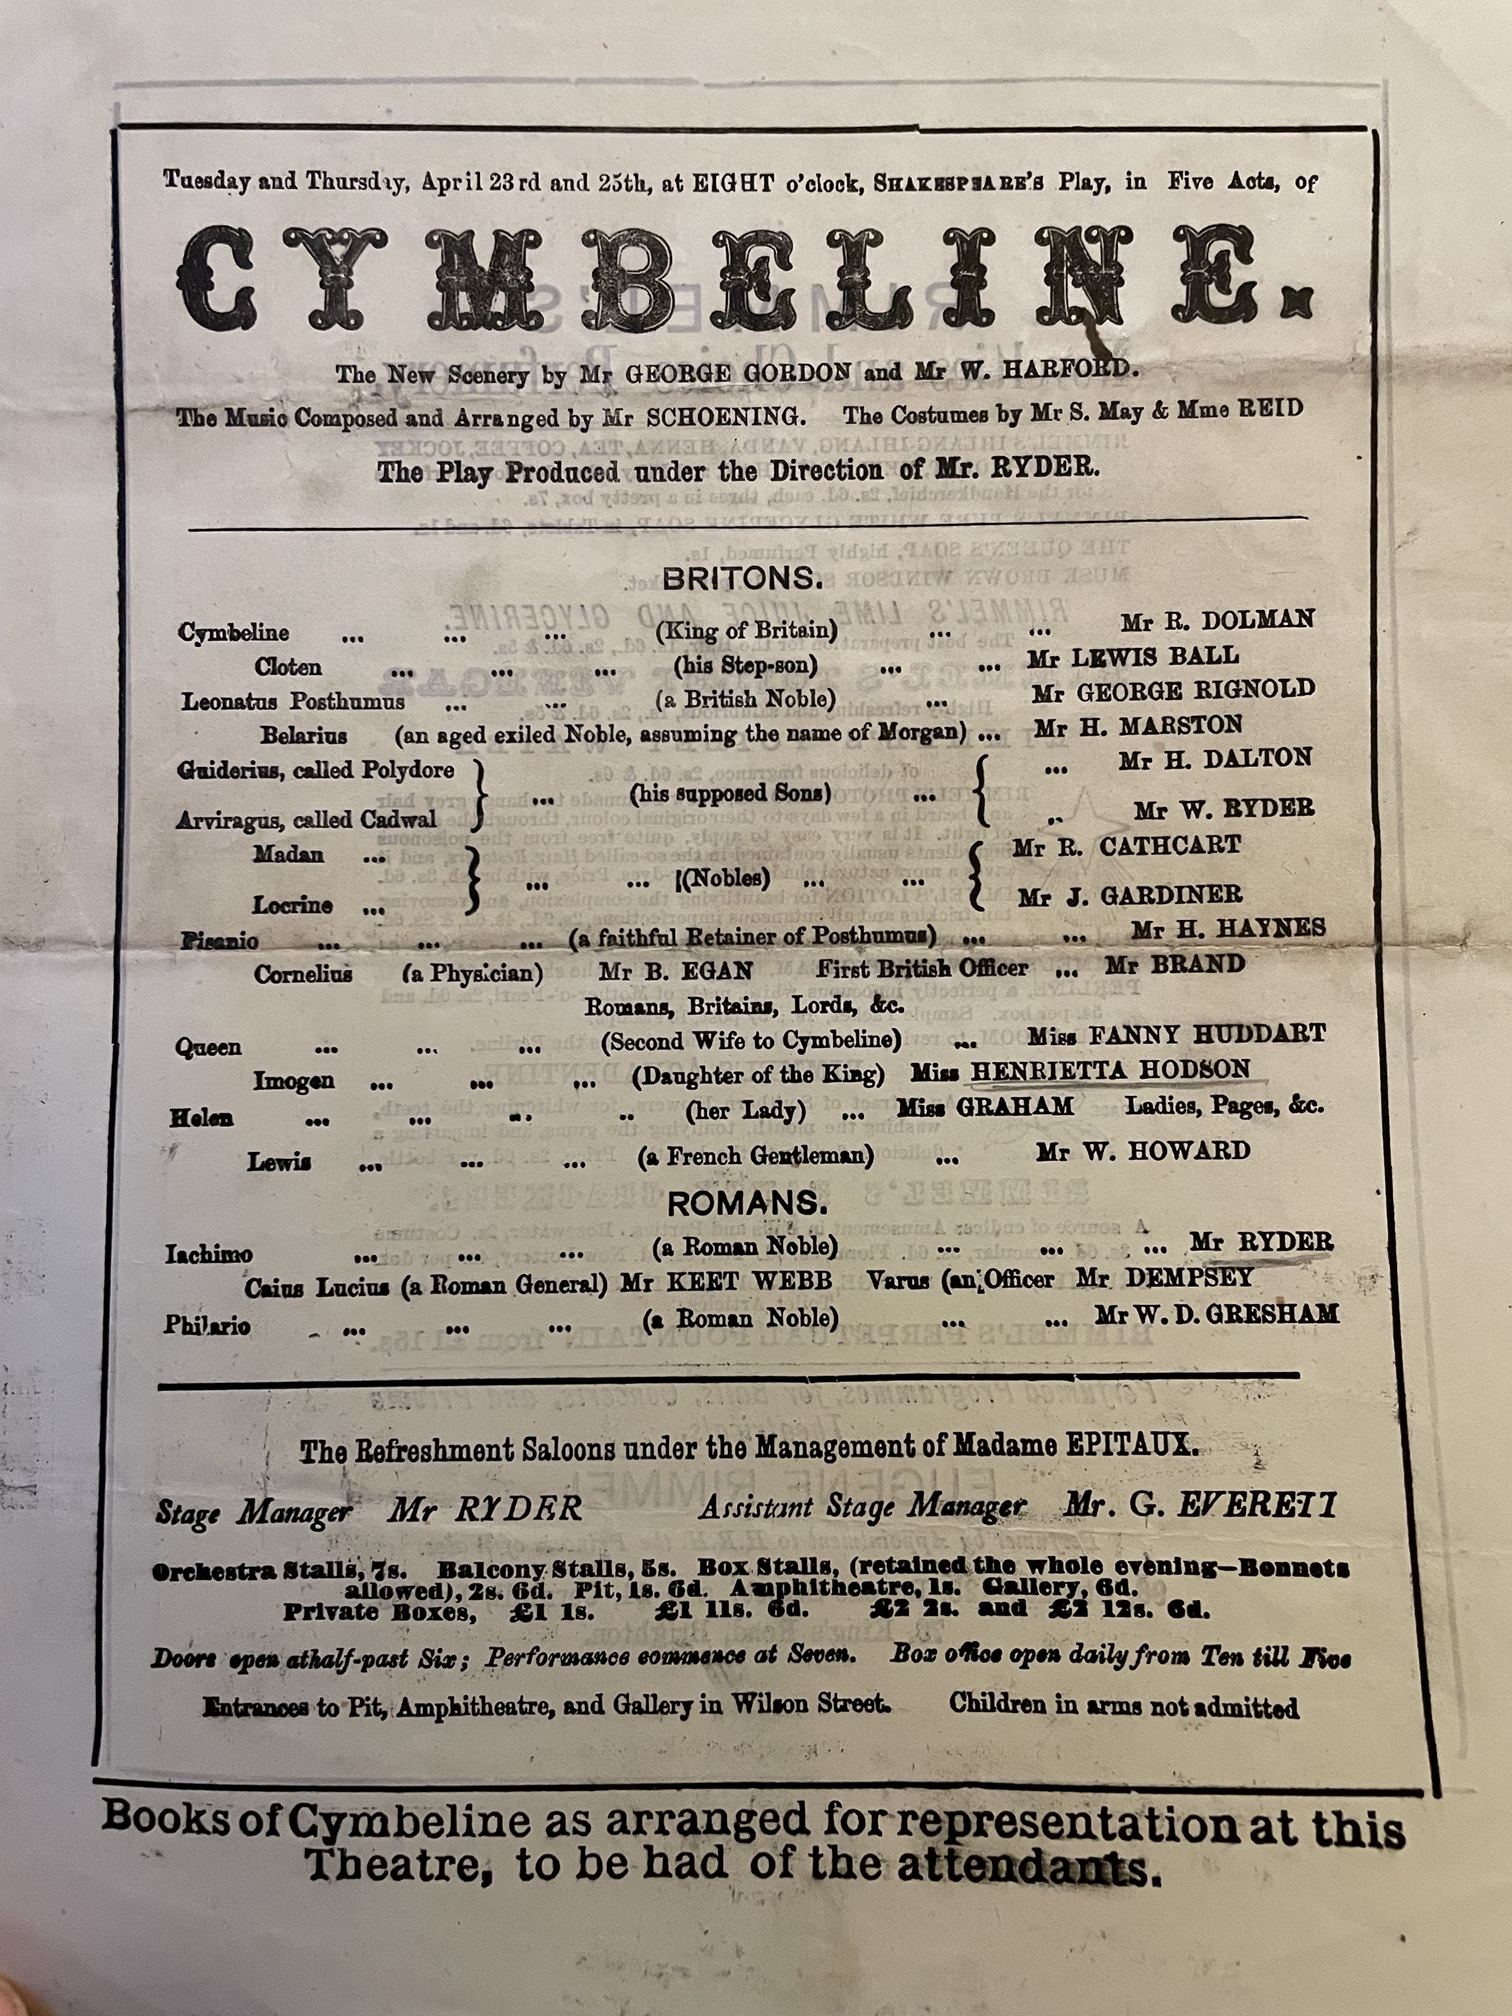 Tuesday and Thursday, April 23rd and 25th, at EIGHT o'clock, SHAKESPEARE'S Play, in Five Acts, of
CYMBELINE.
The New Scenery by Mr GEORGE GORDON and Mr W. HARFORD.
The Music Composed and Arranged by Mr SCHOENING. The Costumes by Mr S. May & Mme REID
The Play Produced under the Direction of Mr. RYDER.
BRITONS.
Cymbeline ... ... ... (King of Britain) ... ... Mr R. DOLMAN
Cloten ... ... ... (his Step-son) ... ... Mr LEWIS BALL
Leonatus Posthumus ... ... (a British Noble) ... Mr GEORGE RIGNOLD
Belarius (an aged exiled Noble, assuming the name of Morgan) ... Mr H. MARSTON
Guiderius, called Polydore } ... (his supposed Sons) ... { ... Mr H. DALTON
Arviragus, called Cadwal } { ... Mr W. RYDER
Madan ... } ... ... (Nobles) ... ... { Mr R. CATHCART
Locrine ... } { Mr J. GARDINER
Pisanio ... ... ... (a faithful Retainer of Posthumus) ... ... Mr H. HAYNES
Cornelius (a Physician) Mr B. EGAN First British Officer ... Mr BRAND
Romans, Britains, Lords, &c.
Queen ... ... ... (Second Wife to Cymbeline) ... Miss FANNY HUDDART
Imogen ... ... ... (Daughter of the King) Miss HENRIETTA HODSON
Helen ... ... ... .. (her Lady) ... Miss GRAHAM Ladies, Pages, &c.
Lewis ... ... ... (a French Gentleman) ... Mr W. HOWARD
ROMANS.
Iachimo ... ... ... (a Roman Noble) ... ... ... Mr RYDER
Caius Lucius (a Roman General) Mr KEET WEBB Varus (an Officer Mr DEMPSEY
Philario ... ... ... (a Roman Noble) ... ... Mr W. D. GRESHAM
The Refreshment Saloons under the Management of Madame EPITAUX.
Stage Manager Mr RYDER Assistant Stage Manager Mr. G. EVERETT
Orchestra Stalls, 7s. Balcony Stalls, 5s. Box Stalls, (retained the whole evening—Bonnets
allowed), 2s. 6d. Pit, 1s. 6d. Amphitheatre, 1s. Gallery, 6d.
Private Boxes, £1 1s. £1 11s. 6d. £2 2s. and £2 12s. 6d.
Doors open athalf-past Six; Performance commence at Seven. Box office open daily from Ten till Five
Entrances to Pit, Amphitheatre, and Gallery in Wilson Street. Children in arms not admitted
Books of Cymbeline as arranged for representation at this
Theatre, to be had of the attendants.